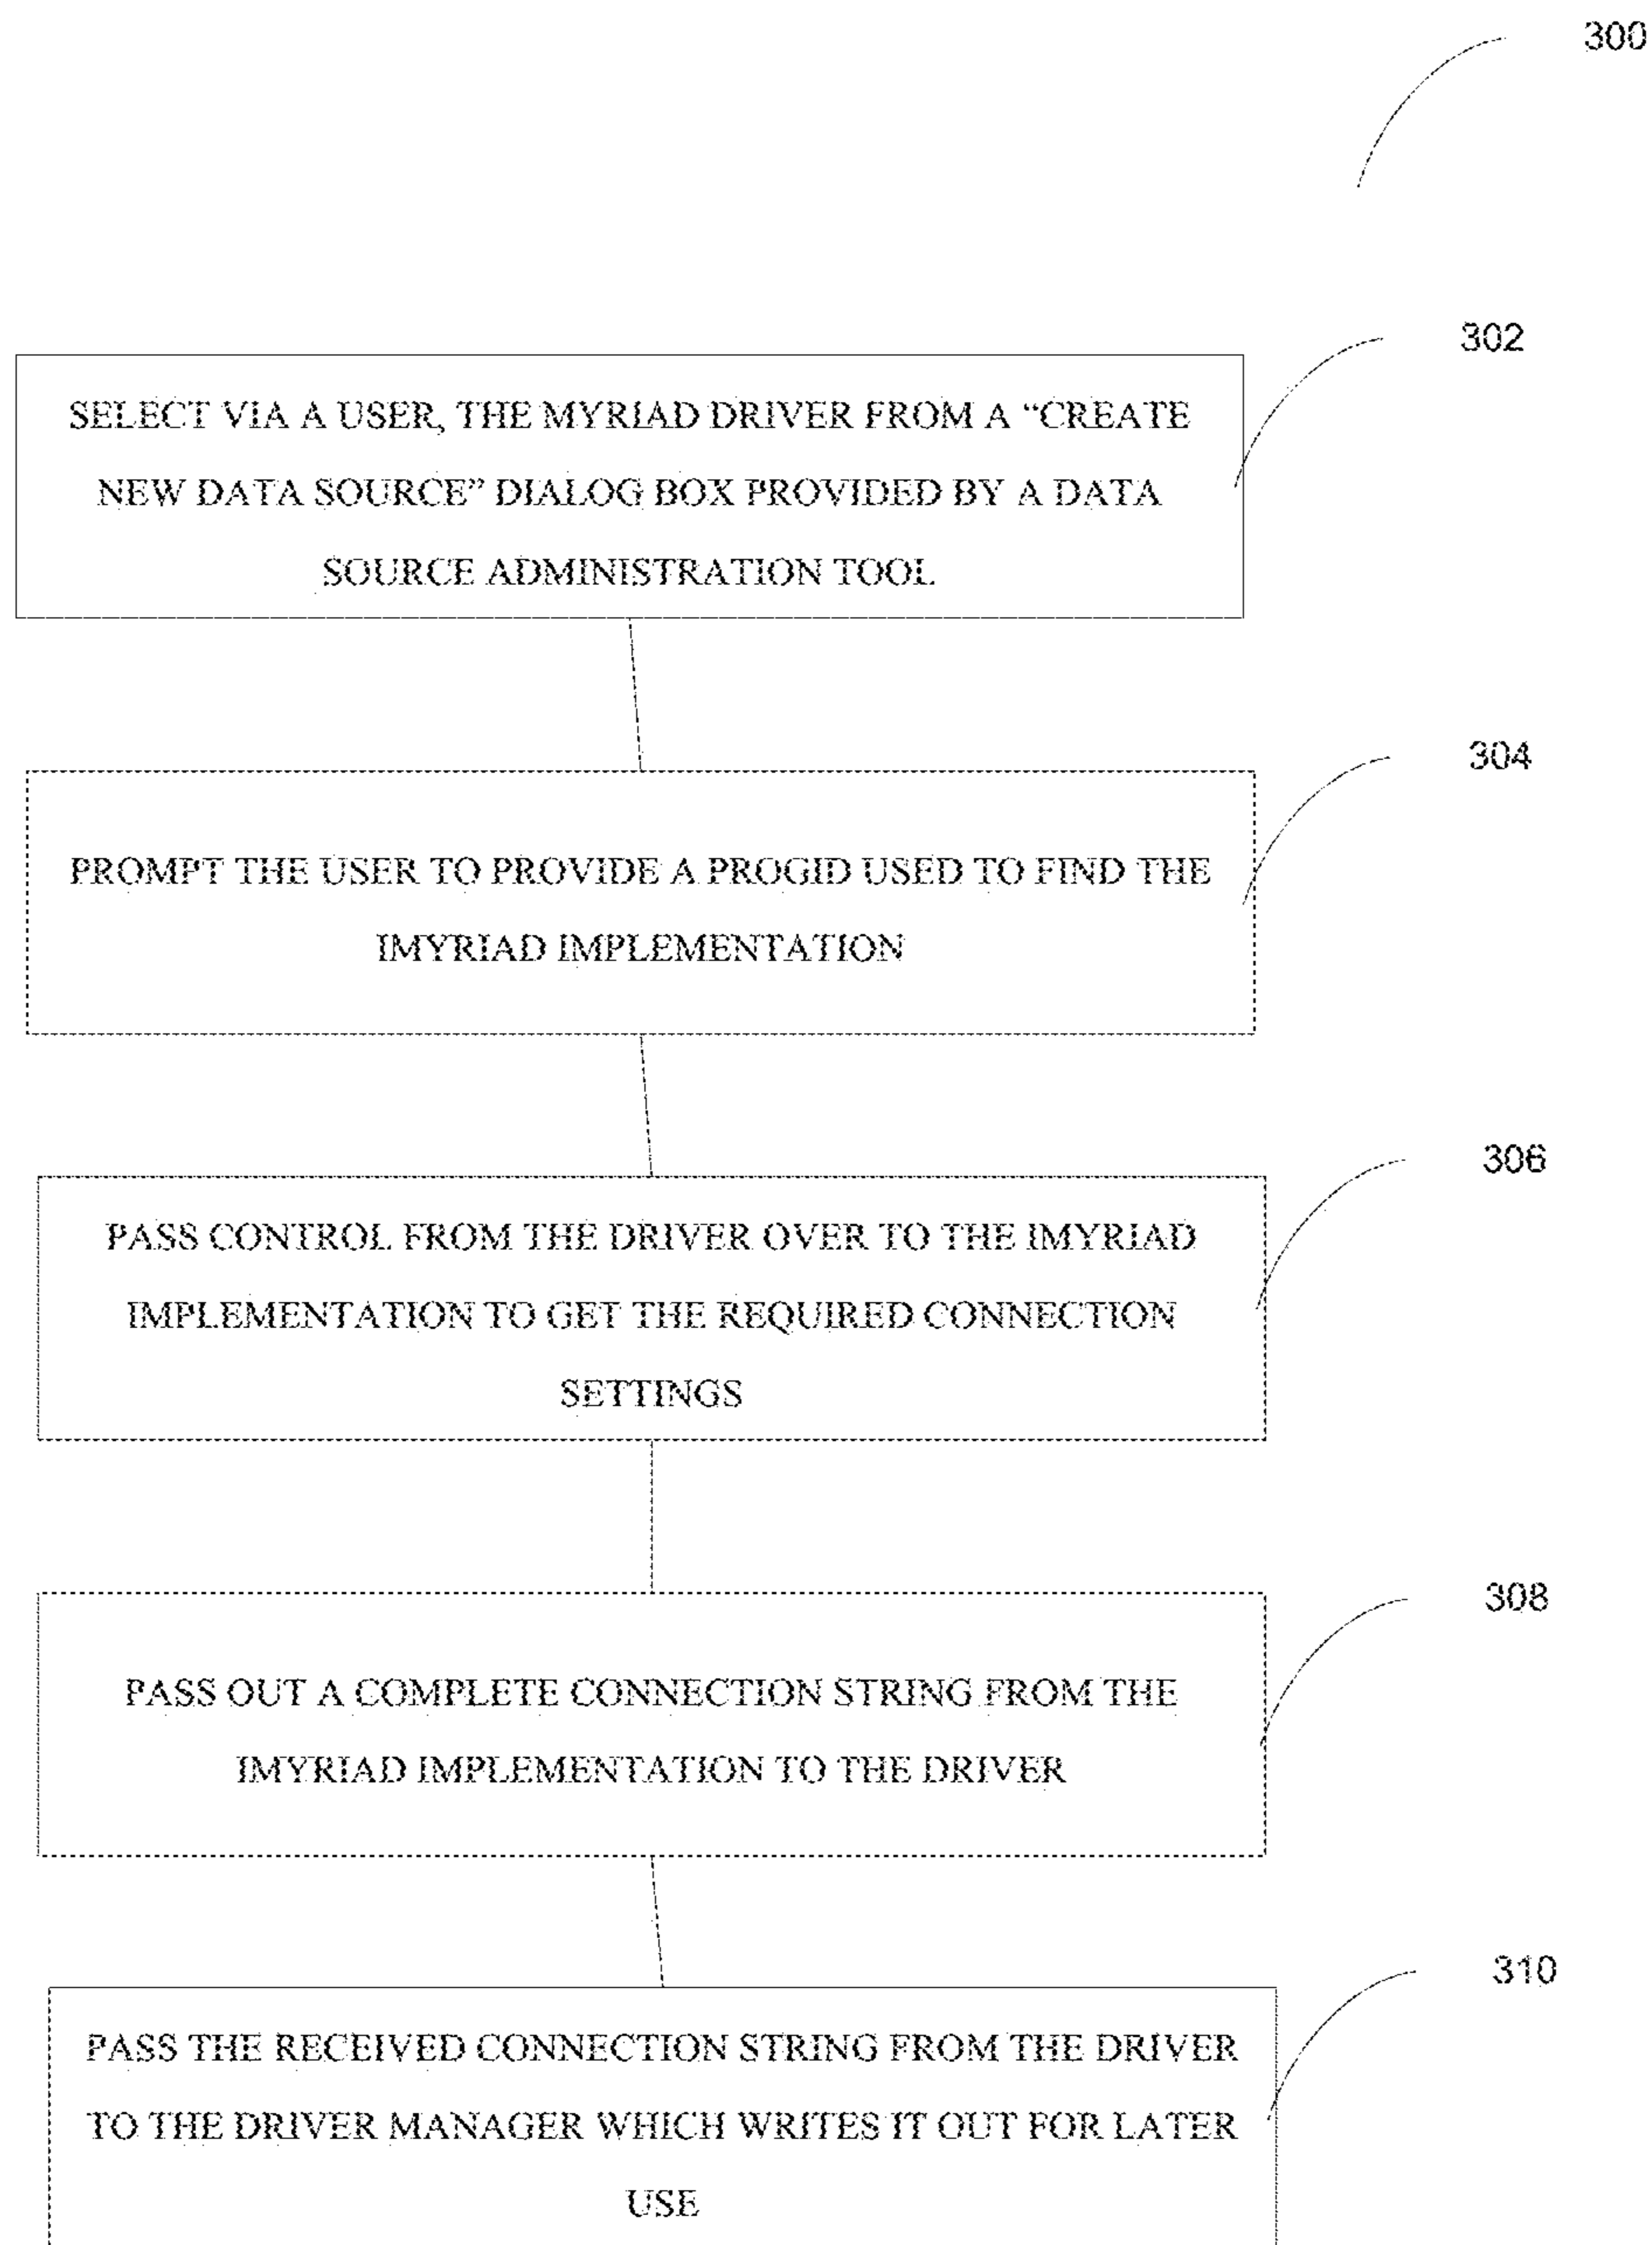 300
302
SELECT VIA A USER, THE MYRIAD DRIVER FROM A “CREATE
NEW DATA SOURCE” DIALOG BOX PROVIDED BY A DATA
SOURCE ADMINISTRATION TOOL
304
PROMPT THE USER TO PROVIDE A PROGID USED TO FIND THE
IMYRIAD IMPLEMENTATION
306
PASS CONTROL FROM THE DRIVER OVER TO THE IMYRIAD
IMPLEMENTATION TO GET THE REQUIRED CONNECTION
SETTINGS
308
PASS OUT A COMPLETE CONNECTION STRING FROM THE
IMYRIAD IMPLEMENTATION TO THE DRIVER
310
PASS THE RECEIVED CONNECTION STRING FROM THE DRIVER
TO THE DRIVER MANAGER WHICH WRITES IT OUT FOR LATER
USE